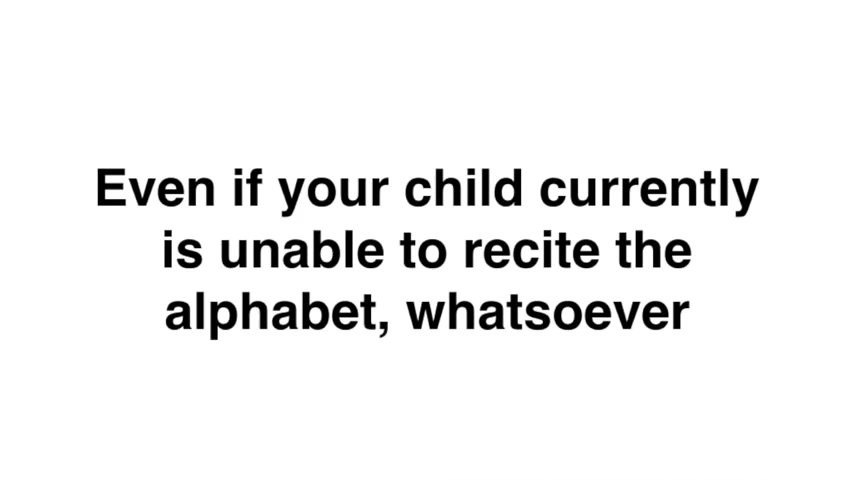 Even if your child currently
is unable to recite the
alphabet, whatsoever